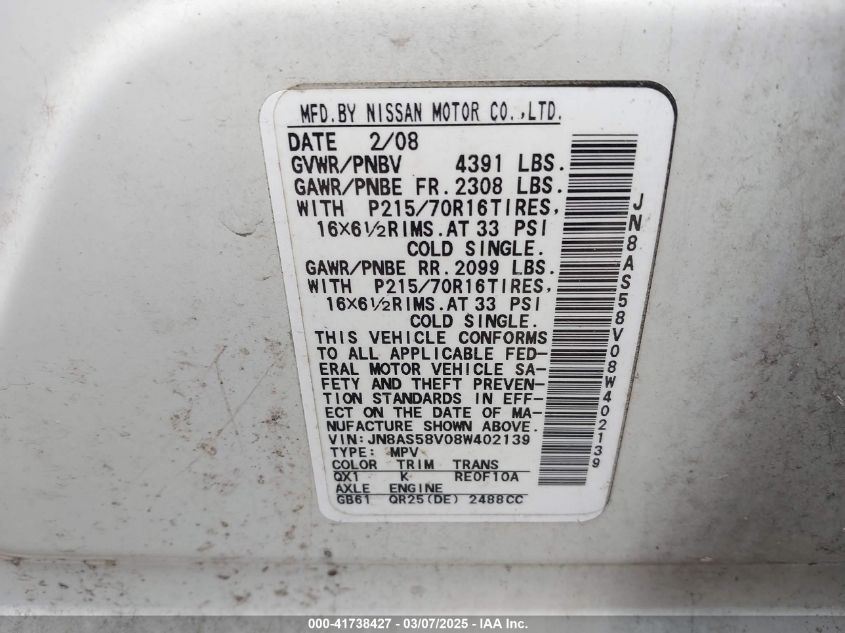 MFD.BY NISSAN MOTOR CO.,LTD.
DATE 2/08
GVWR/PNBV 4391 LBS.
GAWR/PNBE FR.2308 LBS.
WITH P215/70R16TIRES,
16X6 1/2RIMS.AT 33 PSI
COLD SINGLE.
GAWR/PNBE RR.2099 LBS.
WITH P215/70R16TIRES,
16X6 1/2RIMS.AT 33 PSI
COLD SINGLE.
THIS VEHICLE CONFORMS
TO ALL APPLICABLE FED-
ERAL MOTOR VEHICLE SA-
FETY AND THEFT PREVEN-
TION STANDARDS IN EFF-
ECT ON THE DATE OF MA-
NUFACTURE SHOWN ABOVE.
VIN:JN8AS58V08W402139
TYPE: MPV
COLOR TRIM TRANS
QX1 K RE0F10A
AXLE ENGINE
GB61 QR25(DE) 2488CC
JN8AS58V08W402139
000-41738427 - 03/07/2025 - IAA Inc.